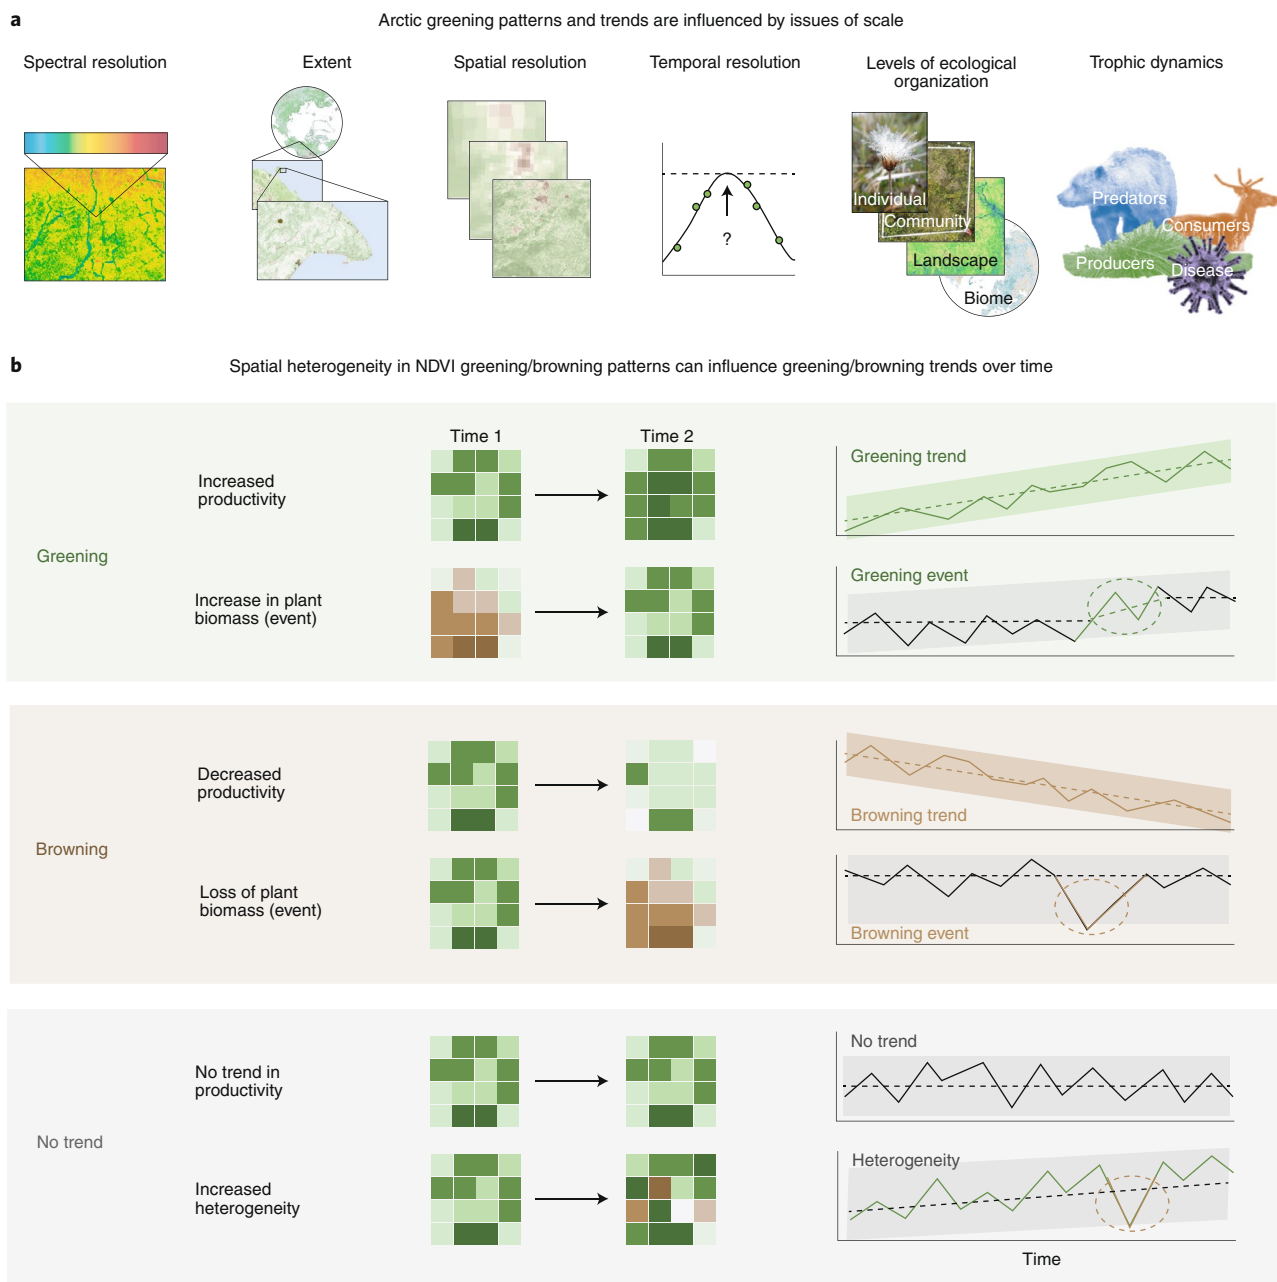 a
Arctic greening patterns and trends are influenced by issues of scale
Spectral resolution
Extent
Spatial resolution
Temporal resolution
Levels of ecological
organization
Trophic dynamics
?
Individual
Community
Landscape
Biome
Predators
Consumers
Producers
Disease
b
Spatial heterogeneity in NDVI greening/browning patterns can influence greening/browning trends over time
Time 1
Time 2
Greening
Increased
productivity
Greening trend
Increase in plant
biomass (event)
Greening event
Browning
Decreased
productivity
Browning trend
Loss of plant
biomass (event)
Browning event
No trend
No trend in
productivity
No trend
Increased
heterogeneity
Heterogeneity
Time